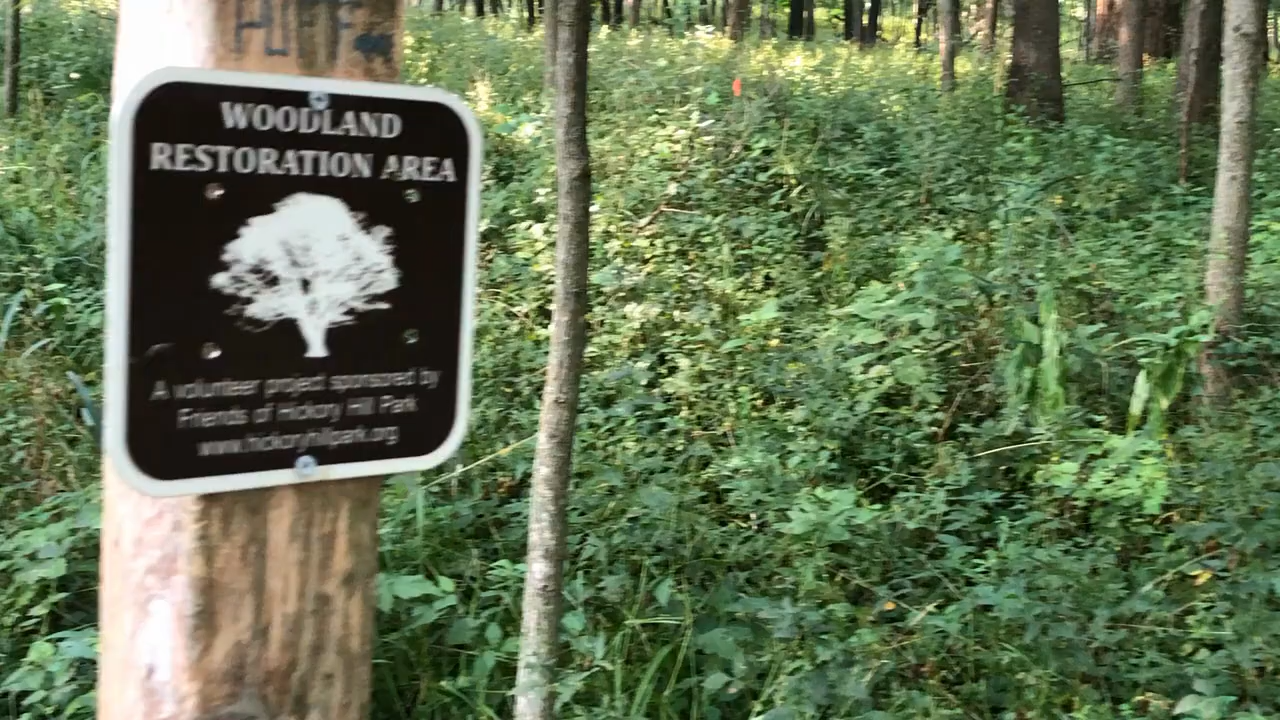 WOODLAND
RESTORATION AREA
A volunteer project sponsored by
Friends of Hickory Hill Park
www.hickoryhillpark.org